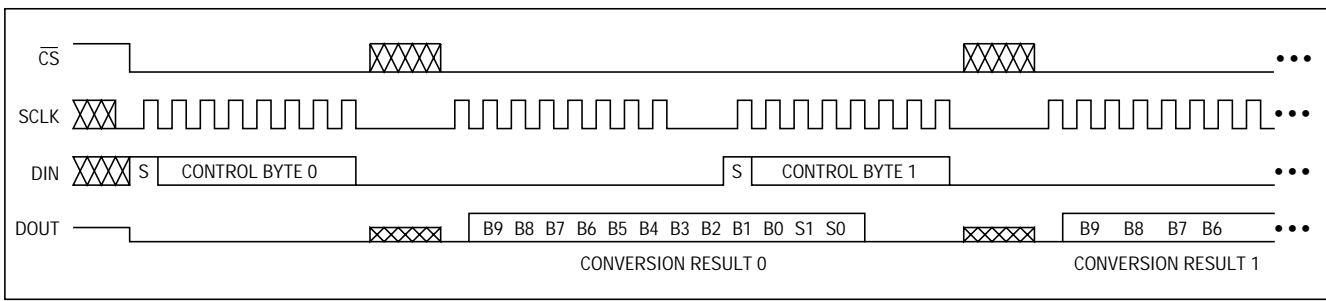 CS
SCLK
DIN S CONTROL BYTE 0 S CONTROL BYTE 1
DOUT B9 B8 B7 B6 B5 B4 B3 B2 B1 B0 S1 S0 B9 B8 B7 B6
CONVERSION RESULT 0 CONVERSION RESULT 1